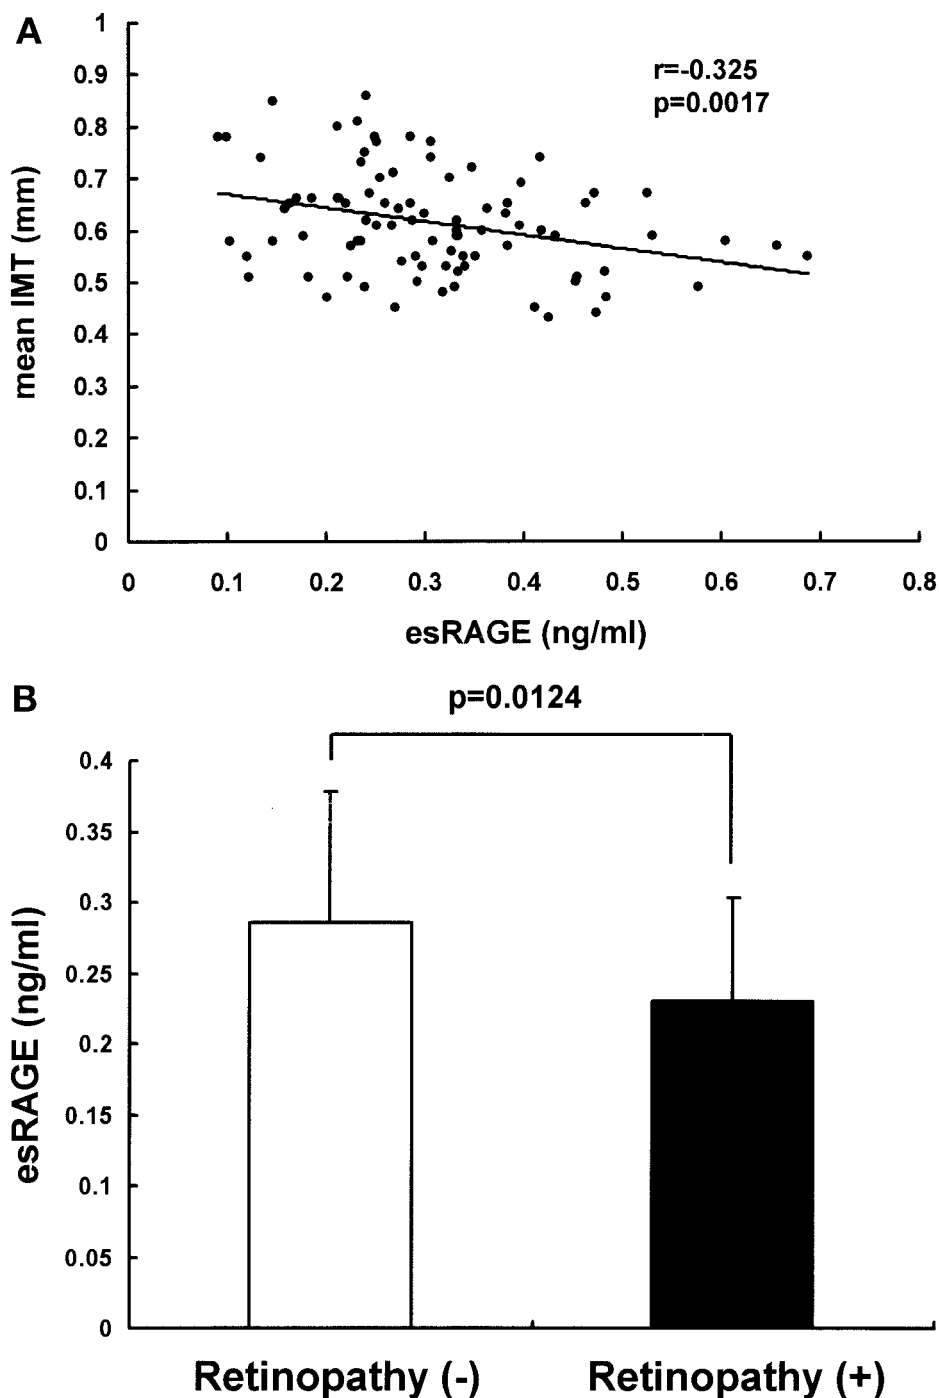 A
r=-0.325
p=0.0017
1
0.9
0.8
0.7
0.6
0.5
0.4
0.3
0.2
0.1
0
mean IMT (mm)
0 0.1 0.2 0.3 0.4 0.5 0.6 0.7 0.8
esRAGE (ng/ml)
B
p=0.0124
0.4
0.35
0.3
0.25
0.2
0.15
0.1
0.05
0
esRAGE (ng/ml)
Retinopathy (-) Retinopathy (+)